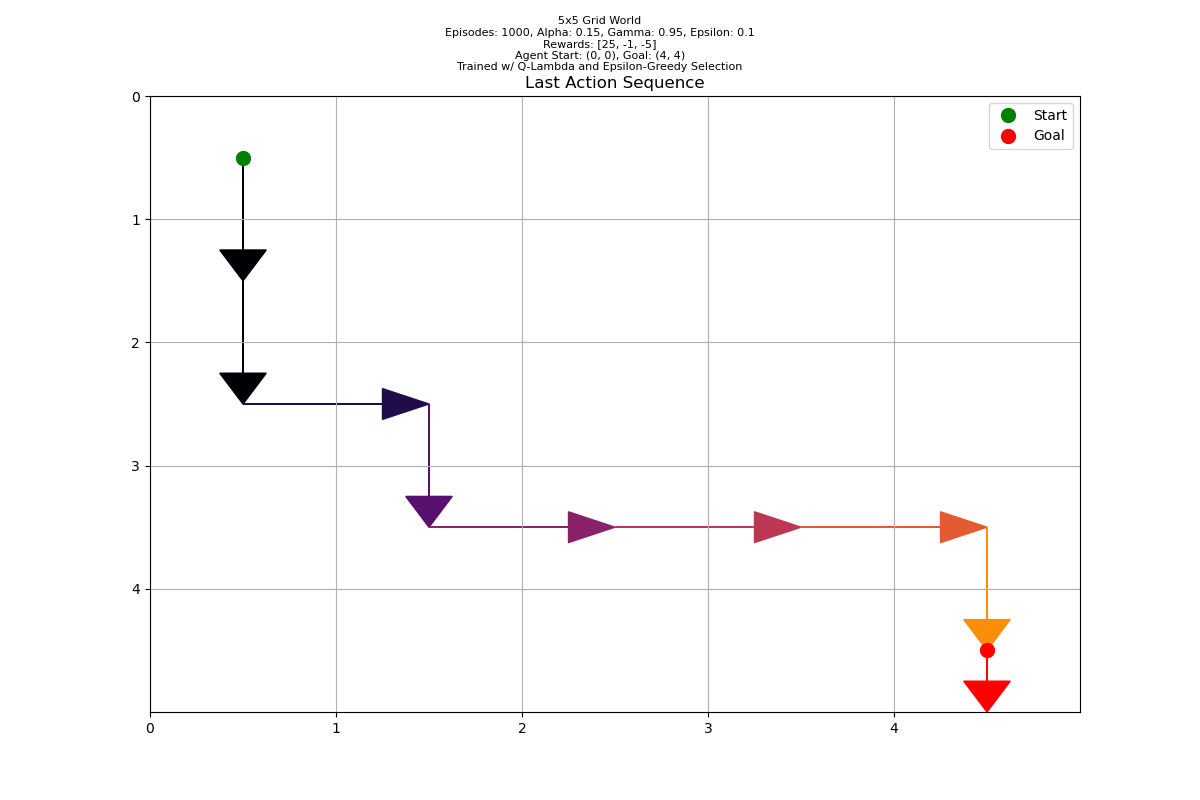 5x5 Grid World
Episodes: 1000, Alpha: 0.15, Gamma: 0.95, Epsilon: 0.1
Rewards: [25, -1, -5]
Agent Start: (0, 0), Goal: (4, 4)
Trained w/ Q-Lambda and Epsilon-Greedy Selection
Last Action Sequence
Start
Goal
0
1
2
3
4
0 1 2 3 4